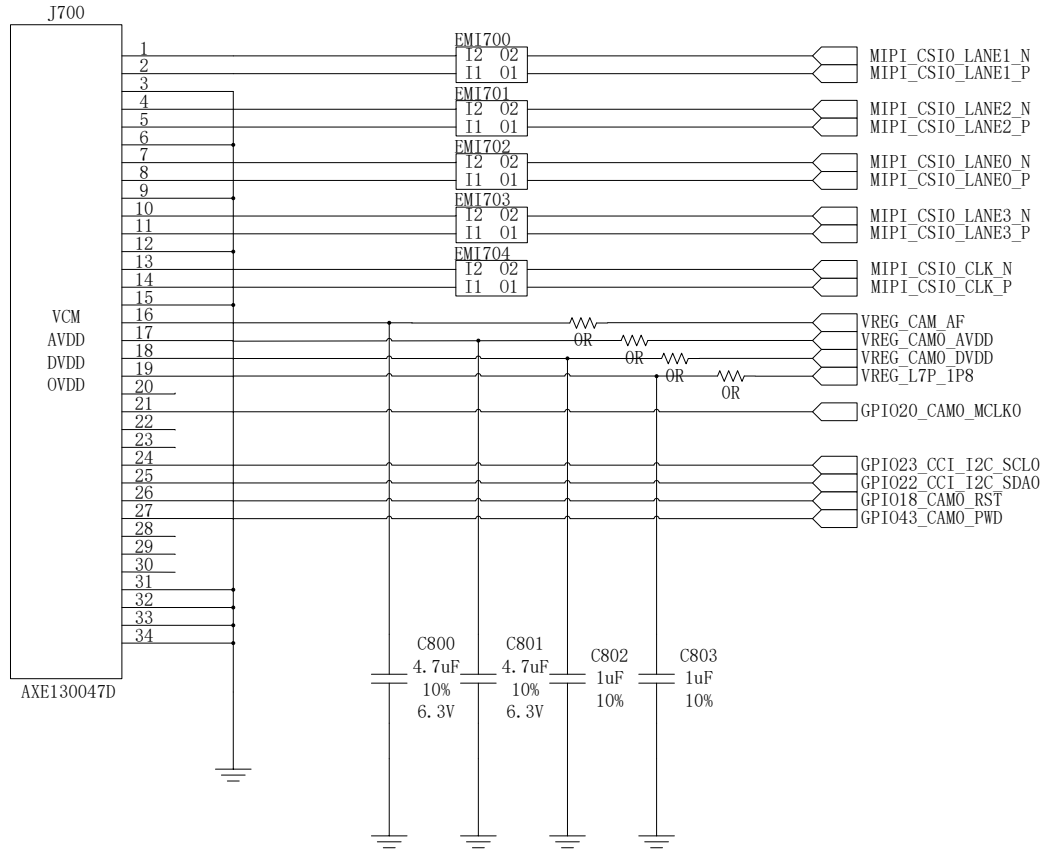 J700
1
2
3
4
5
6
7
8
9
10
11
12
13
14
15
16
17
18
19
20
21
22
23
24
25
26
27
28
29
30
31
32
33
34
VCM
AVDD
DVDD
OVDD
AXE130047D
EMI700
I2 O2
I1 O1
EMI701
I2 O2
I1 O1
EMI702
I2 O2
I1 O1
EMI703
I2 O2
I1 O1
EMI704
I2 O2
I1 O1
MIPI_CSI0_LANE1_N
MIPI_CSI0_LANE1_P
MIPI_CSI0_LANE2_N
MIPI_CSI0_LANE2_P
MIPI_CSI0_LANE0_N
MIPI_CSI0_LANE0_P
MIPI_CSI0_LANE3_N
MIPI_CSI0_LANE3_P
MIPI_CSI0_CLK_N
MIPI_CSI0_CLK_P
0R
0R
0R
0R
VREG_CAM_AF
VREG_CAM0_AVDD
VREG_CAM0_DVDD
VREG_L7P_1P8
GPIO20_CAM0_MCLK0
GPIO23_CCI_I2C_SCL0
GPIO22_CCI_I2C_SDA0
GPIO18_CAM0_RST
GPIO43_CAM0_PWD
C800
4.7uF
10%
6.3V
C801
4.7uF
10%
6.3V
C802
1uF
10%
C803
1uF
10%